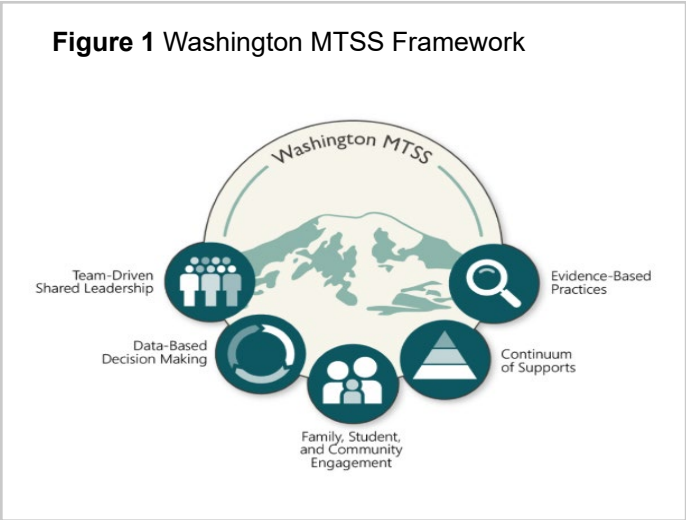 Figure 1 Washington MTSS Framework
Washington MTSS
Team-Driven
Shared Leadership
Evidence-Based
Practices
Data-Based
Decision Making
Continuum
of Supports
Family, Student,
and Community
Engagement